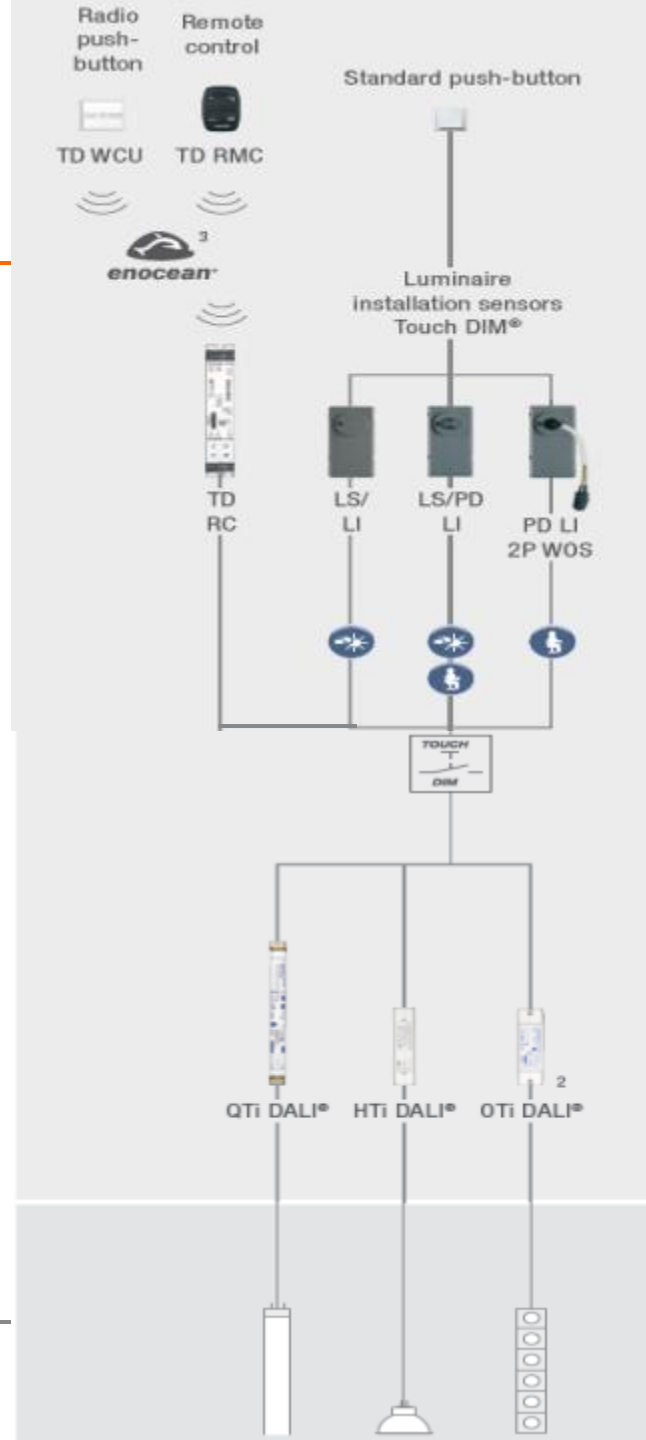 Radio
push-
button
Remote
control
Standard push-button
TD WCU
TD RMC
3
enocean
Luminaire
installation sensors
Touch DIM®
TD
RC
LS/
LI
LS/PD
LI
PD LI
2P WOS
TOUCH
DIM
2
QTi DALI®
HTi DALI®
OTi DALI®